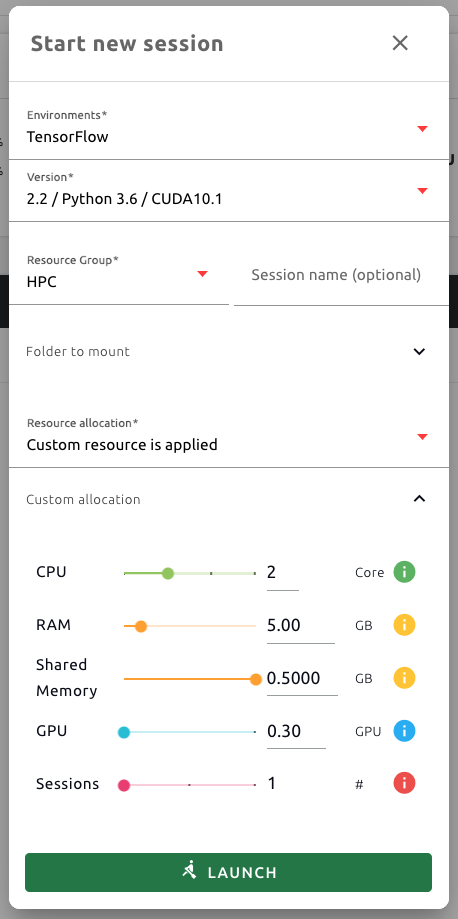 Start new session
Environments*
TensorFlow
Version*
2.2 / Python 3.6 / CUDA10.1
Resource Group*
HPC
Session name (optional)
Folder to mount
Resource allocation*
Custom resource is applied
Custom allocation
CPU 2 Core i
RAM 5.00 GB i
Shared
Memory 0.5000 GB i
GPU 0.30 GPU i
Sessions 1 # i
LAUNCH